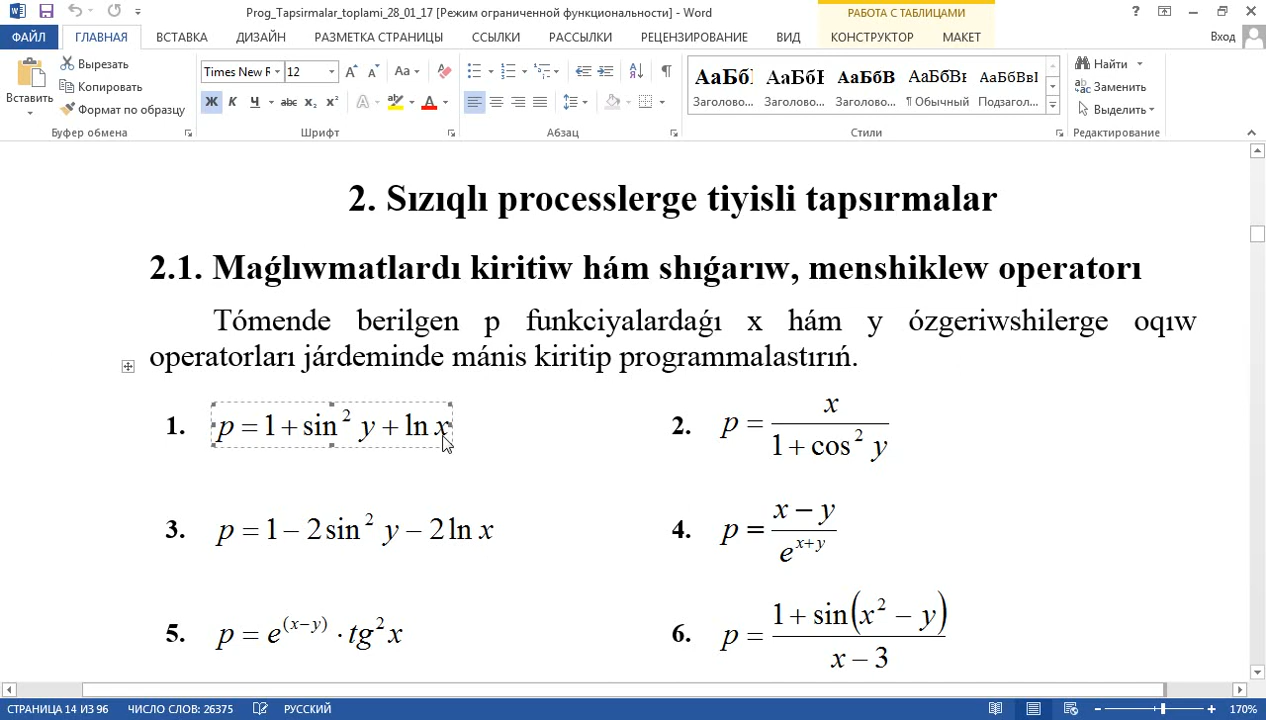 Prog_Tapsirmalar_toplami_28_01_17 [Режим ограниченной функциональности] - Word
РАБОТА С ТАБЛИЦАМИ
ФАЙЛ ГЛАВНАЯ ВСТАВКА ДИЗАЙН РАЗМЕТКА СТРАНИЦЫ ССЫЛКИ РАССЫЛКИ РЕЦЕНЗИРОВАНИЕ ВИД КОНСТРУКТОР МАКЕТ Вход
Вставить
Вырезать
Копировать
Формат по образцу
Буфер обмена
Times New R 12
Ж К Ч abc x₂ x²
Шрифт
Абзац
АаБбІ АаБбЕ АаБбВ АаБбВв АаБбВвІ
Заголово... Заголово... Заголово... ¶ Обычный Подзагол...
Стили
Найти
Заменить
Выделить
Редактирование
2. Sızıqlı processlerge tiyisli tapsırmalar
2.1. Maǵlıwmatlardı kiritiw hám shıǵarıw, menshiklew operatorı
Tómende berilgen p funkciyalardaǵı x hám y ózgeriwshilerge oqıw
operatorları járdeminde mánis kiritip programmalastırıń.
1. p = 1 + sin² y + ln x
2. p = x / (1 + cos² y)
3. p = 1 − 2 sin² y − 2 ln x
4. p = (x − y) / e^(x+y)
5. p = e^(x−y) · tg² x
6. p = (1 + sin(x² − y)) / (x − 3)
СТРАНИЦА 14 ИЗ 96 ЧИСЛО СЛОВ: 26375 РУССКИЙ 170%